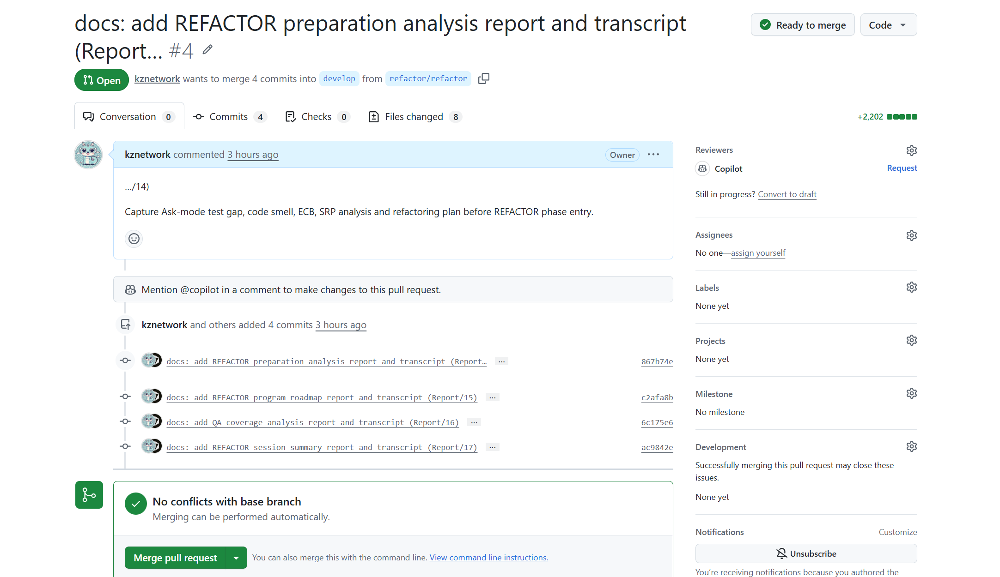 docs: add REFACTOR preparation analysis report and transcript
(Report... #4
Ready to merge
Code
Open
kznetwork wants to merge 4 commits into develop from refactor/refactor
Conversation 0
Commits 4
Checks 0
Files changed 8
+2,202
kznetwork commented 3 hours ago
Owner
.../14)
Capture Ask-mode test gap, code smell, ECB, SRP analysis and refactoring plan before REFACTOR phase entry.
Mention @copilot in a comment to make changes to this pull request.
kznetwork and others added 4 commits 3 hours ago
docs: add REFACTOR preparation analysis report and transcript (Report… ... 867b74e
docs: add REFACTOR program roadmap report and transcript (Report/15) ... c2afa8b
docs: add QA coverage analysis report and transcript (Report/16) ... 6c175e6
docs: add REFACTOR session summary report and transcript (Report/17) ... ac9842e
No conflicts with base branch
Merging can be performed automatically.
Merge pull request
You can also merge this with the command line. View command line instructions.
Reviewers
Copilot
Request
Still in progress? Convert to draft
Assignees
No one—assign yourself
Labels
None yet
Projects
None yet
Milestone
No milestone
Development
Successfully merging this pull request may close these
issues.
None yet
Notifications
Customize
Unsubscribe
You're receiving notifications because you authored the